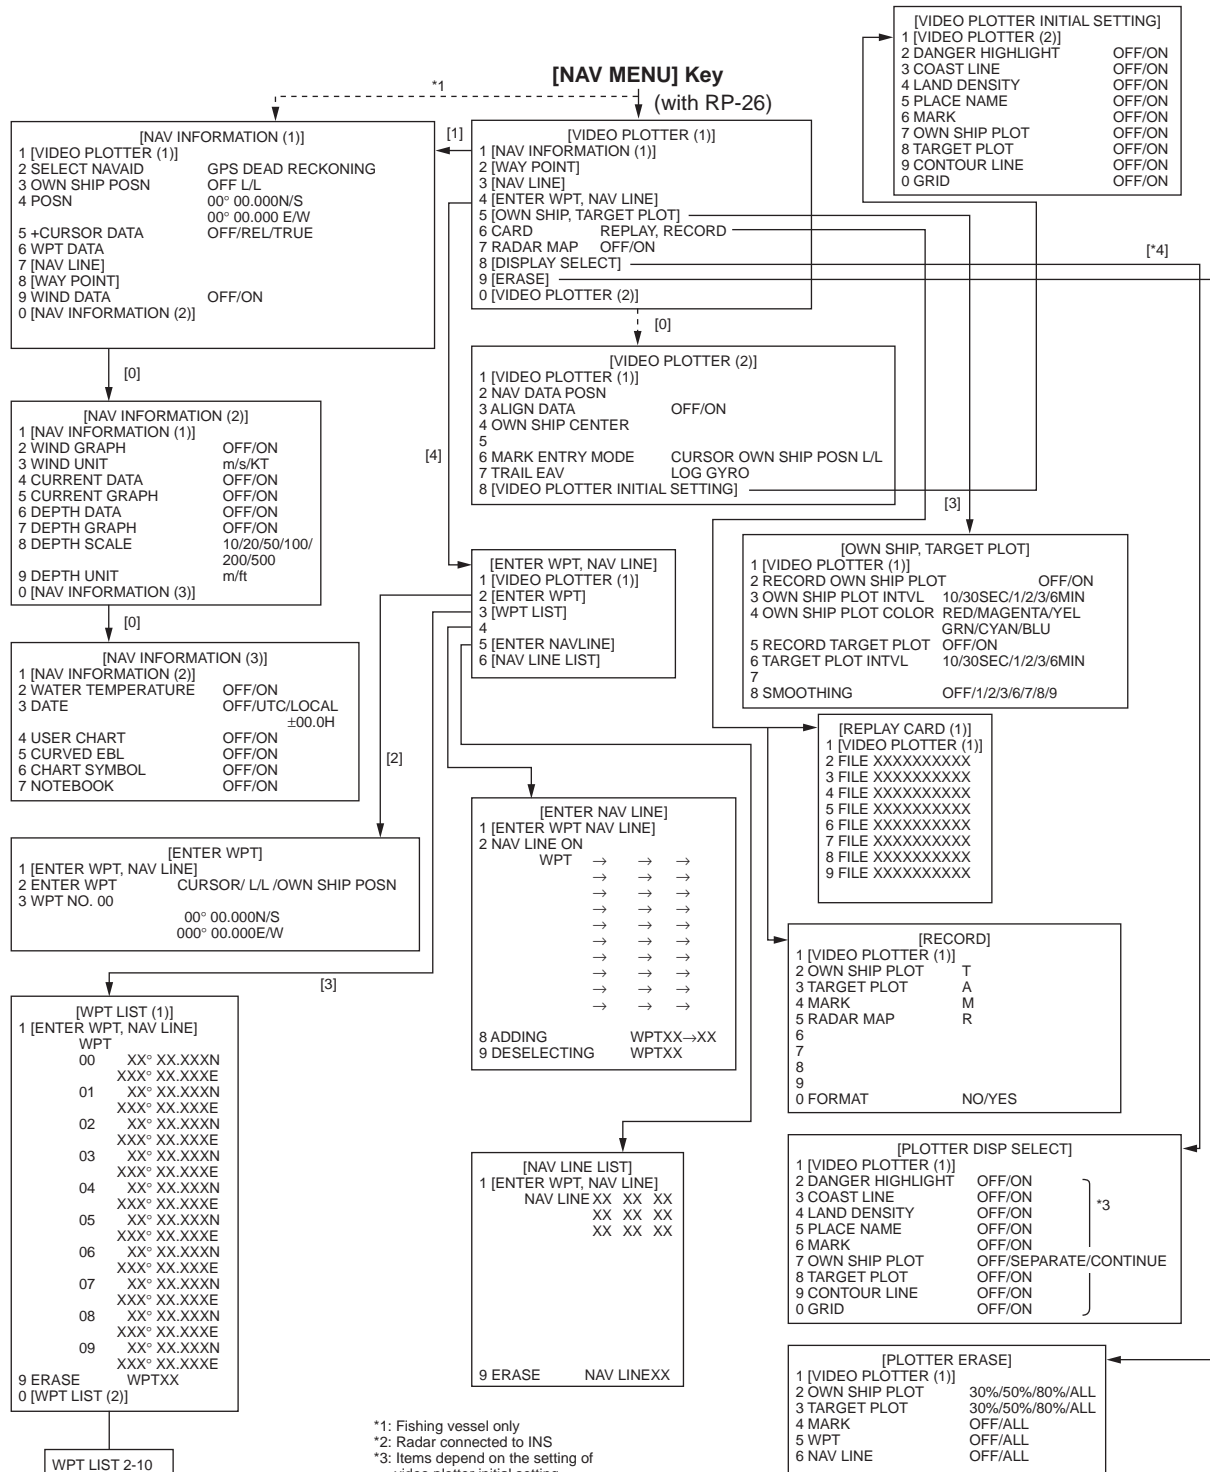 [NAV MENU] Key
(with RP-26)
*1
[VIDEO PLOTTER INITIAL SETTING]
1 [VIDEO PLOTTER (2)]
2 DANGER HIGHLIGHT OFF/ON
3 COAST LINE OFF/ON
4 LAND DENSITY OFF/ON
5 PLACE NAME OFF/ON
6 MARK OFF/ON
7 OWN SHIP PLOT OFF/ON
8 TARGET PLOT OFF/ON
9 CONTOUR LINE OFF/ON
0 GRID OFF/ON
[NAV INFORMATION (1)]
1 [VIDEO PLOTTER (1)]
2 SELECT NAVAID GPS DEAD RECKONING
3 OWN SHIP POSN OFF L/L
4 POSN 00° 00.000N/S
00° 00.000 E/W
5 +CURSOR DATA OFF/REL/TRUE
6 WPT DATA
7 [NAV LINE]
8 [WAY POINT]
9 WIND DATA OFF/ON
0 [NAV INFORMATION (2)]
[1]
[VIDEO PLOTTER (1)]
1 [NAV INFORMATION (1)]
2 [WAY POINT]
3 [NAV LINE]
4 [ENTER WPT, NAV LINE]
5 [OWN SHIP, TARGET PLOT]
6 CARD REPLAY, RECORD
7 RADAR MAP OFF/ON
8 [DISPLAY SELECT]
9 [ERASE]
0 [VIDEO PLOTTER (2)]
[*4]
[0]
[0]
[VIDEO PLOTTER (2)]
1 [VIDEO PLOTTER (1)]
2 NAV DATA POSN
3 ALIGN DATA OFF/ON
4 OWN SHIP CENTER
5
6 MARK ENTRY MODE CURSOR OWN SHIP POSN L/L
7 TRAIL EAV LOG GYRO
8 [VIDEO PLOTTER INITIAL SETTING]
[NAV INFORMATION (2)]
1 [NAV INFORMATION (1)]
2 WIND GRAPH OFF/ON
3 WIND UNIT m/s/KT
4 CURRENT DATA OFF/ON
5 CURRENT GRAPH OFF/ON
6 DEPTH DATA OFF/ON
7 DEPTH GRAPH OFF/ON
8 DEPTH SCALE 10/20/50/100/
200/500
9 DEPTH UNIT m/ft
0 [NAV INFORMATION (3)]
[4]
[3]
[0]
[ENTER WPT, NAV LINE]
1 [VIDEO PLOTTER (1)]
2 [ENTER WPT]
3 [WPT LIST]
4
5 [ENTER NAVLINE]
6 [NAV LINE LIST]
[OWN SHIP, TARGET PLOT]
1 [VIDEO PLOTTER (1)]
2 RECORD OWN SHIP PLOT OFF/ON
3 OWN SHIP PLOT INTVL 10/30SEC/1/2/3/6MIN
4 OWN SHIP PLOT COLOR RED/MAGENTA/YEL
GRN/CYAN/BLU
5 RECORD TARGET PLOT OFF/ON
6 TARGET PLOT INTVL 10/30SEC/1/2/3/6MIN
7
8 SMOOTHING OFF/1/2/3/6/7/8/9
[NAV INFORMATION (3)]
1 [NAV INFORMATION (2)]
2 WATER TEMPERATURE OFF/ON
3 DATE OFF/UTC/LOCAL
±00.0H
4 USER CHART OFF/ON
5 CURVED EBL OFF/ON
6 CHART SYMBOL OFF/ON
7 NOTEBOOK OFF/ON
[2]
[REPLAY CARD (1)]
1 [VIDEO PLOTTER (1)]
2 FILE XXXXXXXXXX
3 FILE XXXXXXXXXX
4 FILE XXXXXXXXXX
5 FILE XXXXXXXXXX
6 FILE XXXXXXXXXX
7 FILE XXXXXXXXXX
8 FILE XXXXXXXXXX
9 FILE XXXXXXXXXX
[ENTER WPT]
1 [ENTER WPT, NAV LINE]
2 ENTER WPT CURSOR/ L/L /OWN SHIP POSN
3 WPT NO. 00
00° 00.000N/S
000° 00.000E/W
[ENTER NAV LINE]
1 [ENTER WPT NAV LINE]
2 NAV LINE ON
WPT → → →
→ → →
→ → →
→ → →
→ → →
→ → →
→ → →
→ → →
→ → →
→ → →
8 ADDING WPTXX→XX
9 DESELECTING WPTXX
[RECORD]
1 [VIDEO PLOTTER (1)]
2 OWN SHIP PLOT T
3 TARGET PLOT A
4 MARK M
5 RADAR MAP R
6
7
8
9
0 FORMAT NO/YES
[3]
[WPT LIST (1)]
1 [ENTER WPT, NAV LINE]
WPT
00 XX° XX.XXXN
XXX° XX.XXXE
01 XX° XX.XXXN
XXX° XX.XXXE
02 XX° XX.XXXN
XXX° XX.XXXE
03 XX° XX.XXXN
XXX° XX.XXXE
04 XX° XX.XXXN
XXX° XX.XXXE
05 XX° XX.XXXN
XXX° XX.XXXE
06 XX° XX.XXXN
XXX° XX.XXXE
07 XX° XX.XXXN
XXX° XX.XXXE
08 XX° XX.XXXN
XXX° XX.XXXE
09 XX° XX.XXXN
XXX° XX.XXXE
9 ERASE WPTXX
0 [WPT LIST (2)]
WPT LIST 2-10
[NAV LINE LIST]
1 [ENTER WPT, NAV LINE]
NAV LINE XX XX XX
XX XX XX
XX XX XX
9 ERASE NAV LINEXX
[PLOTTER DISP SELECT]
1 [VIDEO PLOTTER (1)]
2 DANGER HIGHLIGHT OFF/ON
3 COAST LINE OFF/ON
4 LAND DENSITY OFF/ON
5 PLACE NAME OFF/ON
6 MARK OFF/ON
7 OWN SHIP PLOT OFF/SEPARATE/CONTINUE
8 TARGET PLOT OFF/ON
9 CONTOUR LINE OFF/ON
0 GRID OFF/ON
*3
[PLOTTER ERASE]
1 [VIDEO PLOTTER (1)]
2 OWN SHIP PLOT 30%/50%/80%/ALL
3 TARGET PLOT 30%/50%/80%/ALL
4 MARK OFF/ALL
5 WPT OFF/ALL
6 NAV LINE OFF/ALL
*1: Fishing vessel only
*2: Radar connected to INS
*3: Items depend on the setting of
video plotter initial setting